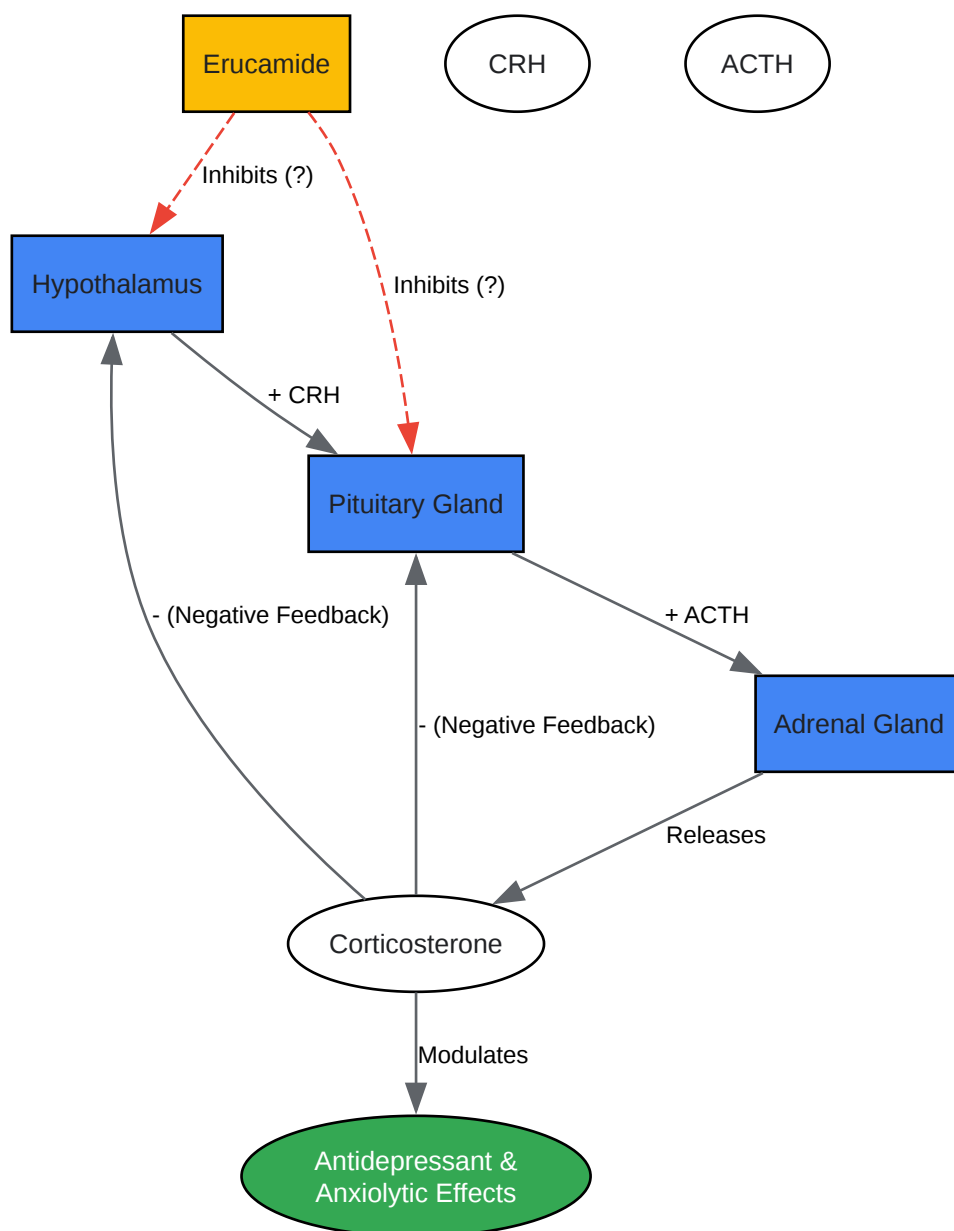 Erucamide
CRH
ACTH
Inhibits (?)
Hypothalamus
Inhibits (?)
+ CRH
Pituitary Gland
- (Negative Feedback)
+ ACTH
- (Negative Feedback)
Adrenal Gland
Releases
Corticosterone
Modulates
Antidepressant &
Anxiolytic Effects